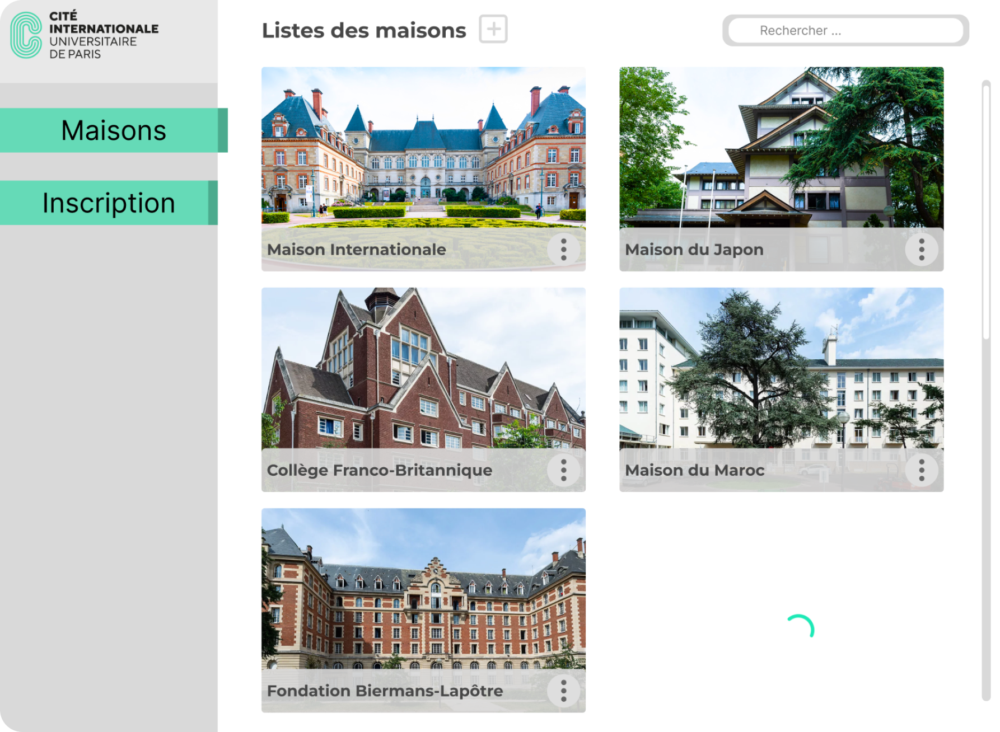 CITÉ
INTERNATIONALE
UNIVERSITAIRE
DE PARIS
Maisons
Inscription
Listes des maisons
Rechercher ...
Maison Internationale
Maison du Japon
Collège Franco-Britannique
Maison du Maroc
Fondation Biermans-Lapôtre